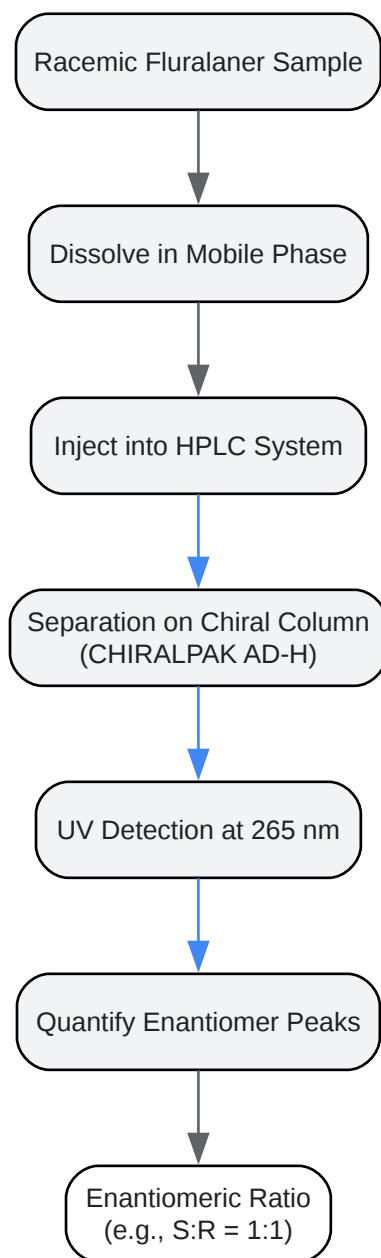 Racemic Fluralaner Sample
Dissolve in Mobile Phase
Inject into HPLC System
Separation on Chiral Column
(CHIRALPAK AD-H)
UV Detection at 265 nm
Quantify Enantiomer Peaks
Enantiomeric Ratio
(e.g., S:R = 1:1)